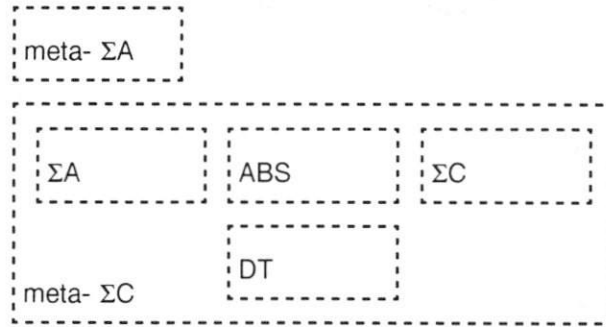 meta- ΣA
ΣA ABS ΣC
DT
meta- ΣC